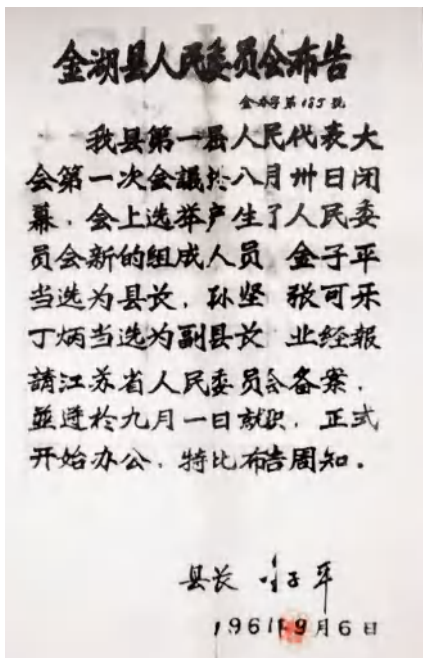 金湖县人民委员会布告
金办字第185號
我县第一届人民代表大
会第一次会議於八月卅日闭
幕．会上选举产生了人民委
员会新的组成人员 金子平
当选为县长，孙坚 张可乐
丁炳当选为副县长 业经報
請江苏省人民委员会备案，
並进於九月一日就职，正式
开始办公，特比布告周知。
县长 金子平
1961年9月6日